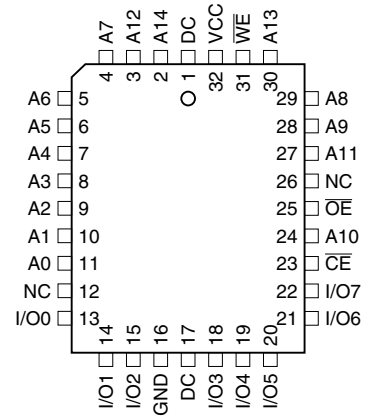 A7
A12
A14
DC
VCC
WE
A13
4
3
2
1
32
31
30
A6 5
A5 6
A4 7
A3 8
A2 9
A1 10
A0 11
NC 12
I/O0 13
29 A8
28 A9
27 A11
26 NC
25 OE
24 A10
23 CE
22 I/O7
21 I/O6
14
15
16
17
18
19
20
I/O1
I/O2
GND
DC
I/O3
I/O4
I/O5